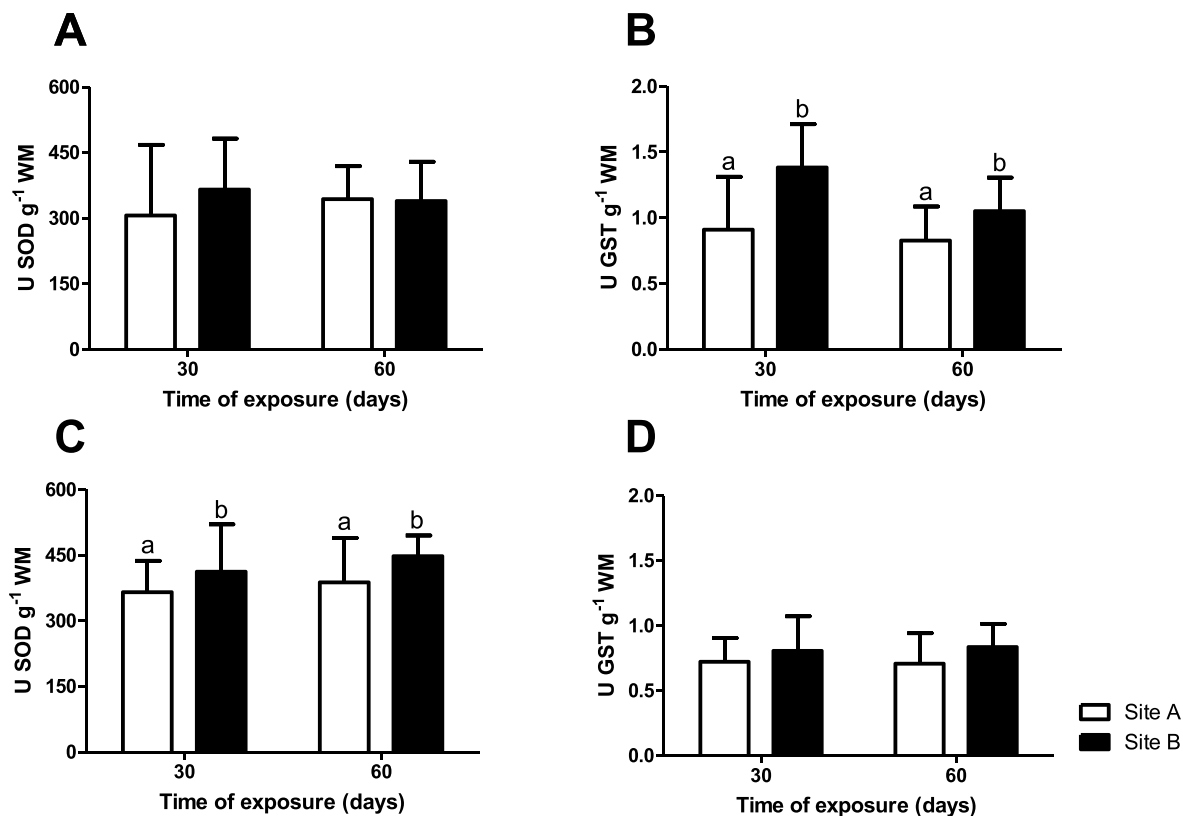 A
U SOD g⁻¹ WM
600
450
300
150
0
30
60
Time of exposure (days)
B
U GST g⁻¹ WM
2.0
1.5
1.0
0.5
0.0
a
b
a
b
30
60
Time of exposure (days)
C
U SOD g⁻¹ WM
600
450
300
150
0
a
b
a
b
30
60
Time of exposure (days)
D
U GST g⁻¹ WM
2.0
1.5
1.0
0.5
0.0
30
60
Time of exposure (days)
Site A
Site B